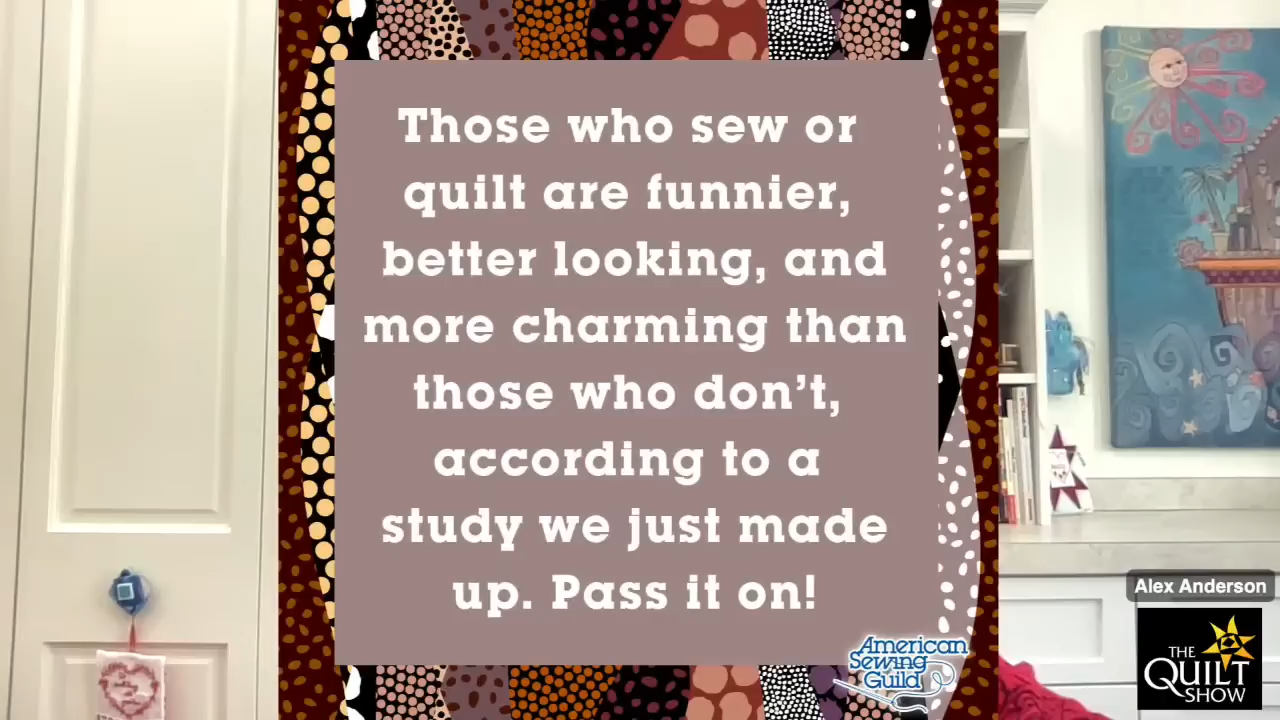 Those who sew or
quilt are funnier,
better looking, and
more charming than
those who don't,
according to a
study we just made
up. Pass it on!
American
Sewing
Guild
Alex Anderson
THE
QUILT
SHOW